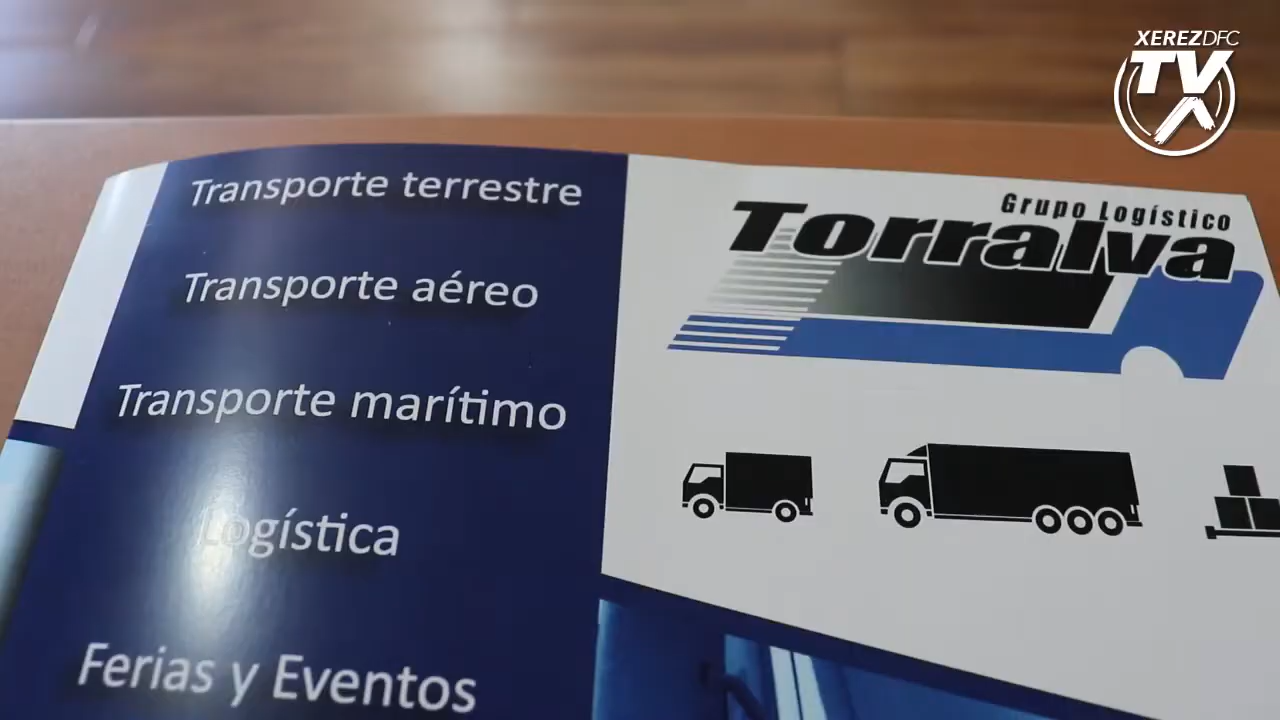 XEREZDFC
TV
Transporte terrestre
Transporte aéreo
Transporte marítimo
Logística
Ferias y Eventos
Grupo Logístico
Torralva